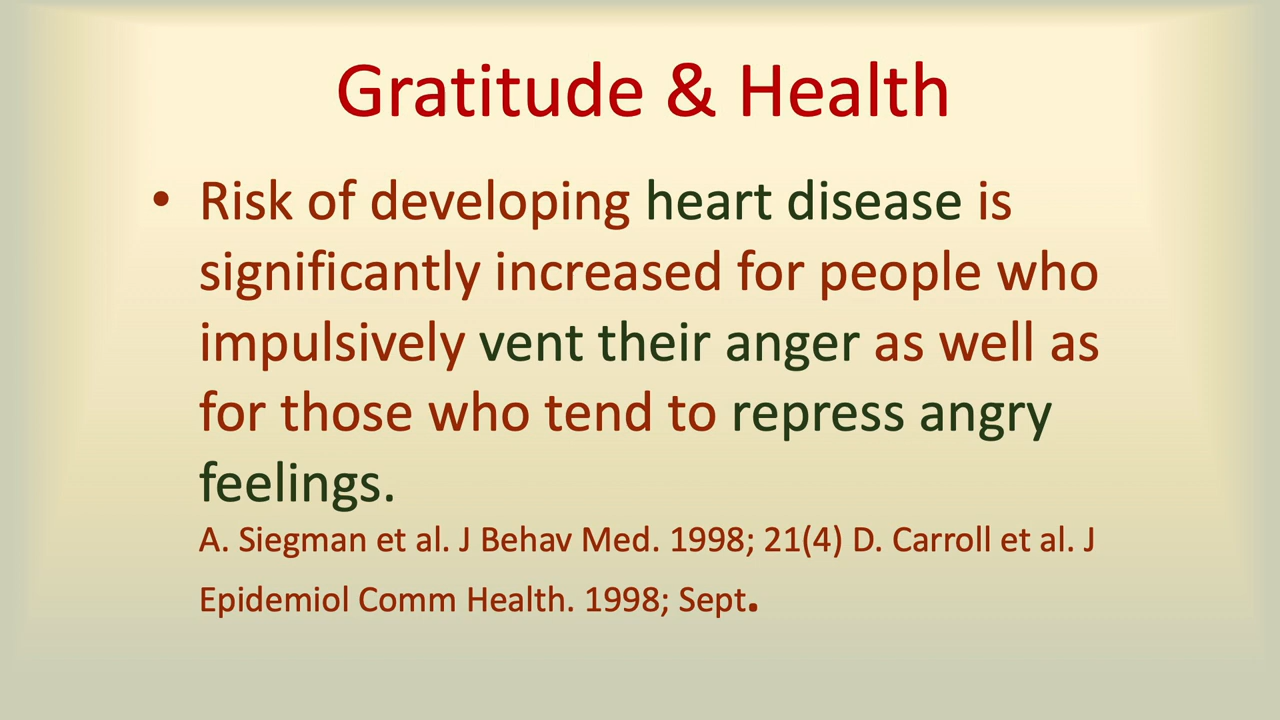 Gratitude & Health
• Risk of developing heart disease is
significantly increased for people who
impulsively vent their anger as well as
for those who tend to repress angry
feelings.
A. Siegman et al. J Behav Med. 1998; 21(4) D. Carroll et al. J
Epidemiol Comm Health. 1998; Sept.